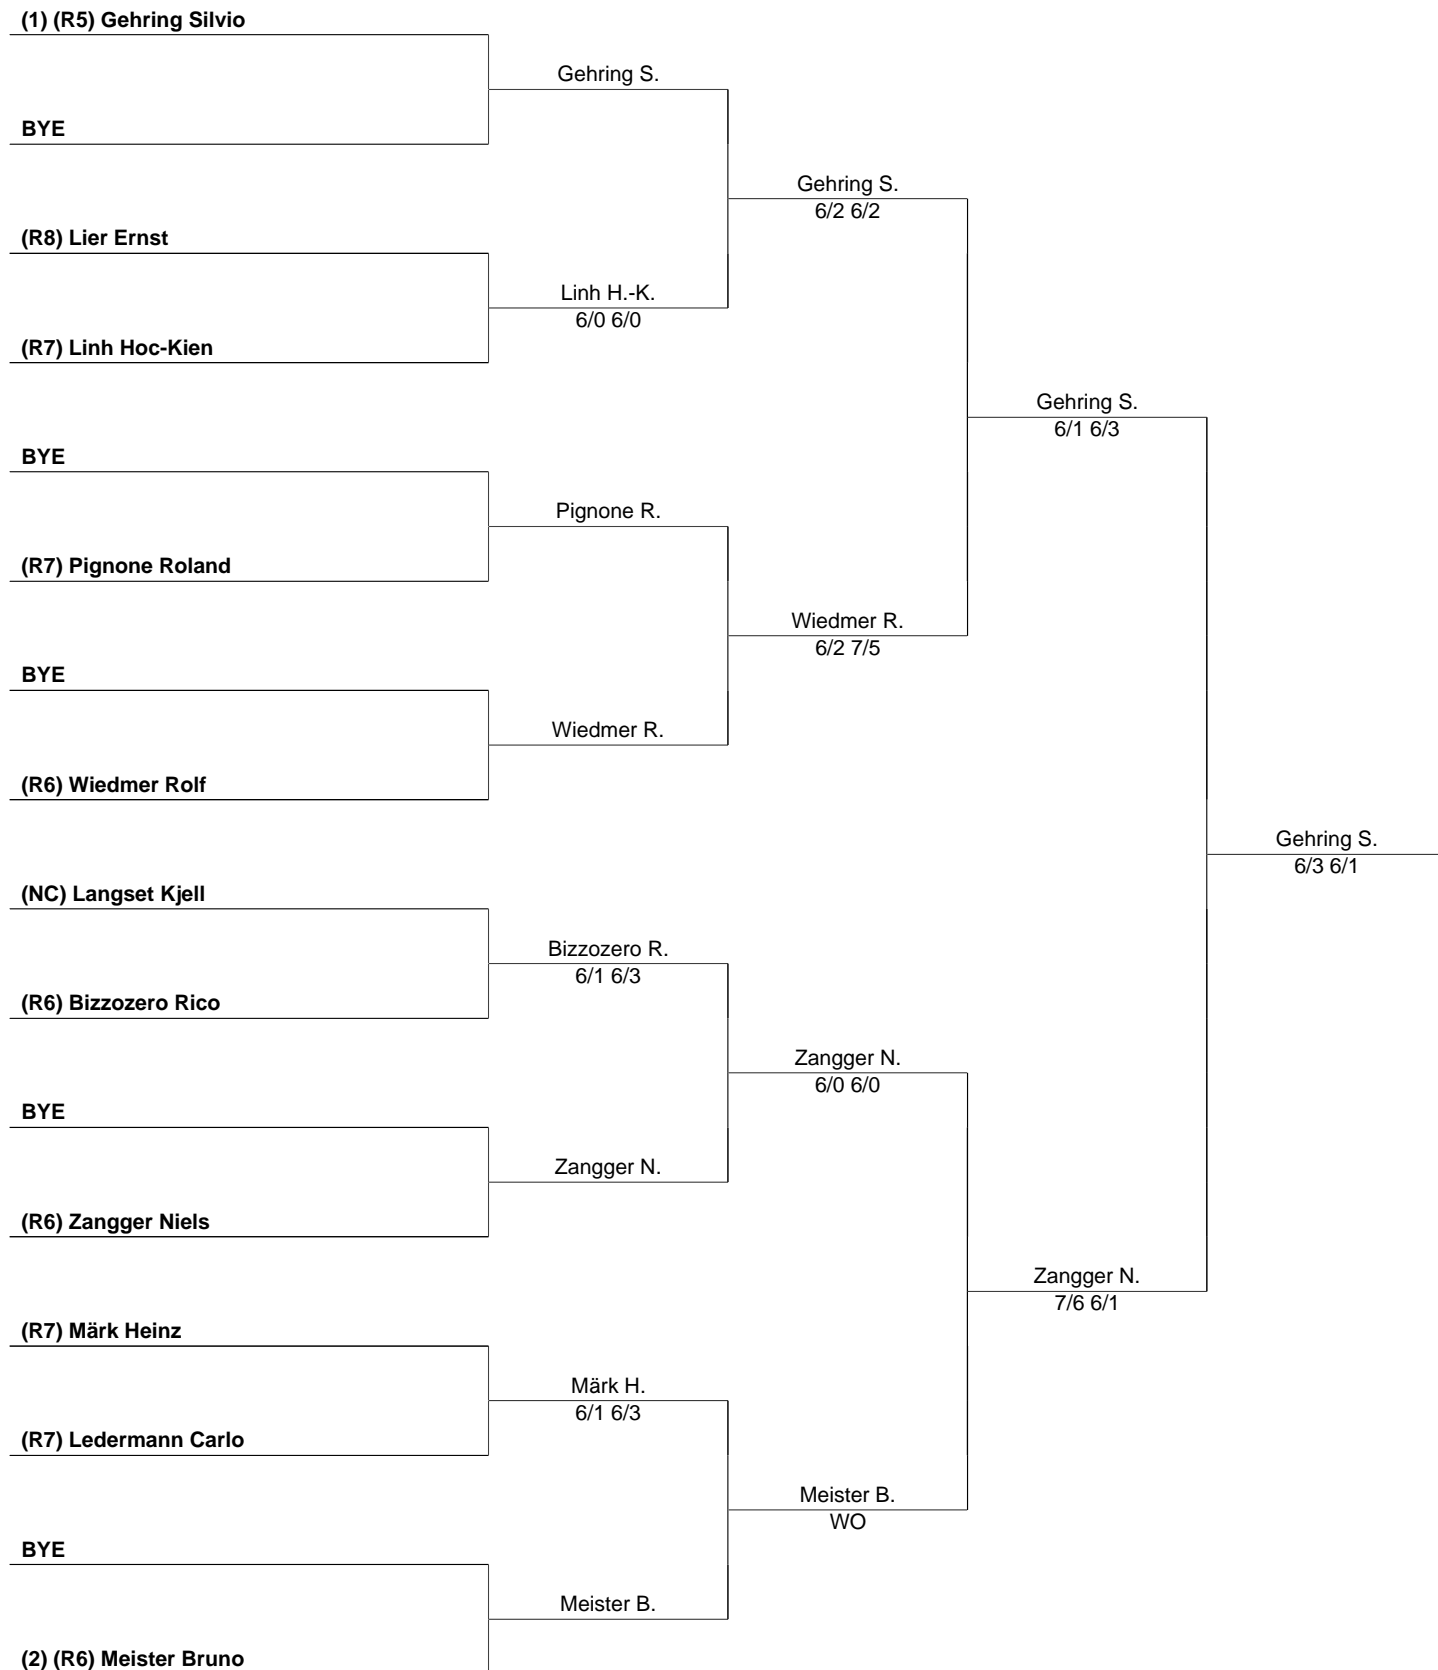 (1) (R5) Gehring Silvio
Gehring S.
BYE
Gehring S.
6/2 6/2
(R8) Lier Ernst
Linh H.-K.
6/0 6/0
(R7) Linh Hoc-Kien
Gehring S.
6/1 6/3
BYE
Pignone R.
(R7) Pignone Roland
Wiedmer R.
6/2 7/5
BYE
Wiedmer R.
(R6) Wiedmer Rolf
Gehring S.
6/3 6/1
(NC) Langset Kjell
Bizzozero R.
6/1 6/3
(R6) Bizzozero Rico
Zangger N.
6/0 6/0
BYE
Zangger N.
(R6) Zangger Niels
Zangger N.
7/6 6/1
(R7) Märk Heinz
Märk H.
6/1 6/3
(R7) Ledermann Carlo
Meister B.
WO
BYE
Meister B.
(2) (R6) Meister Bruno